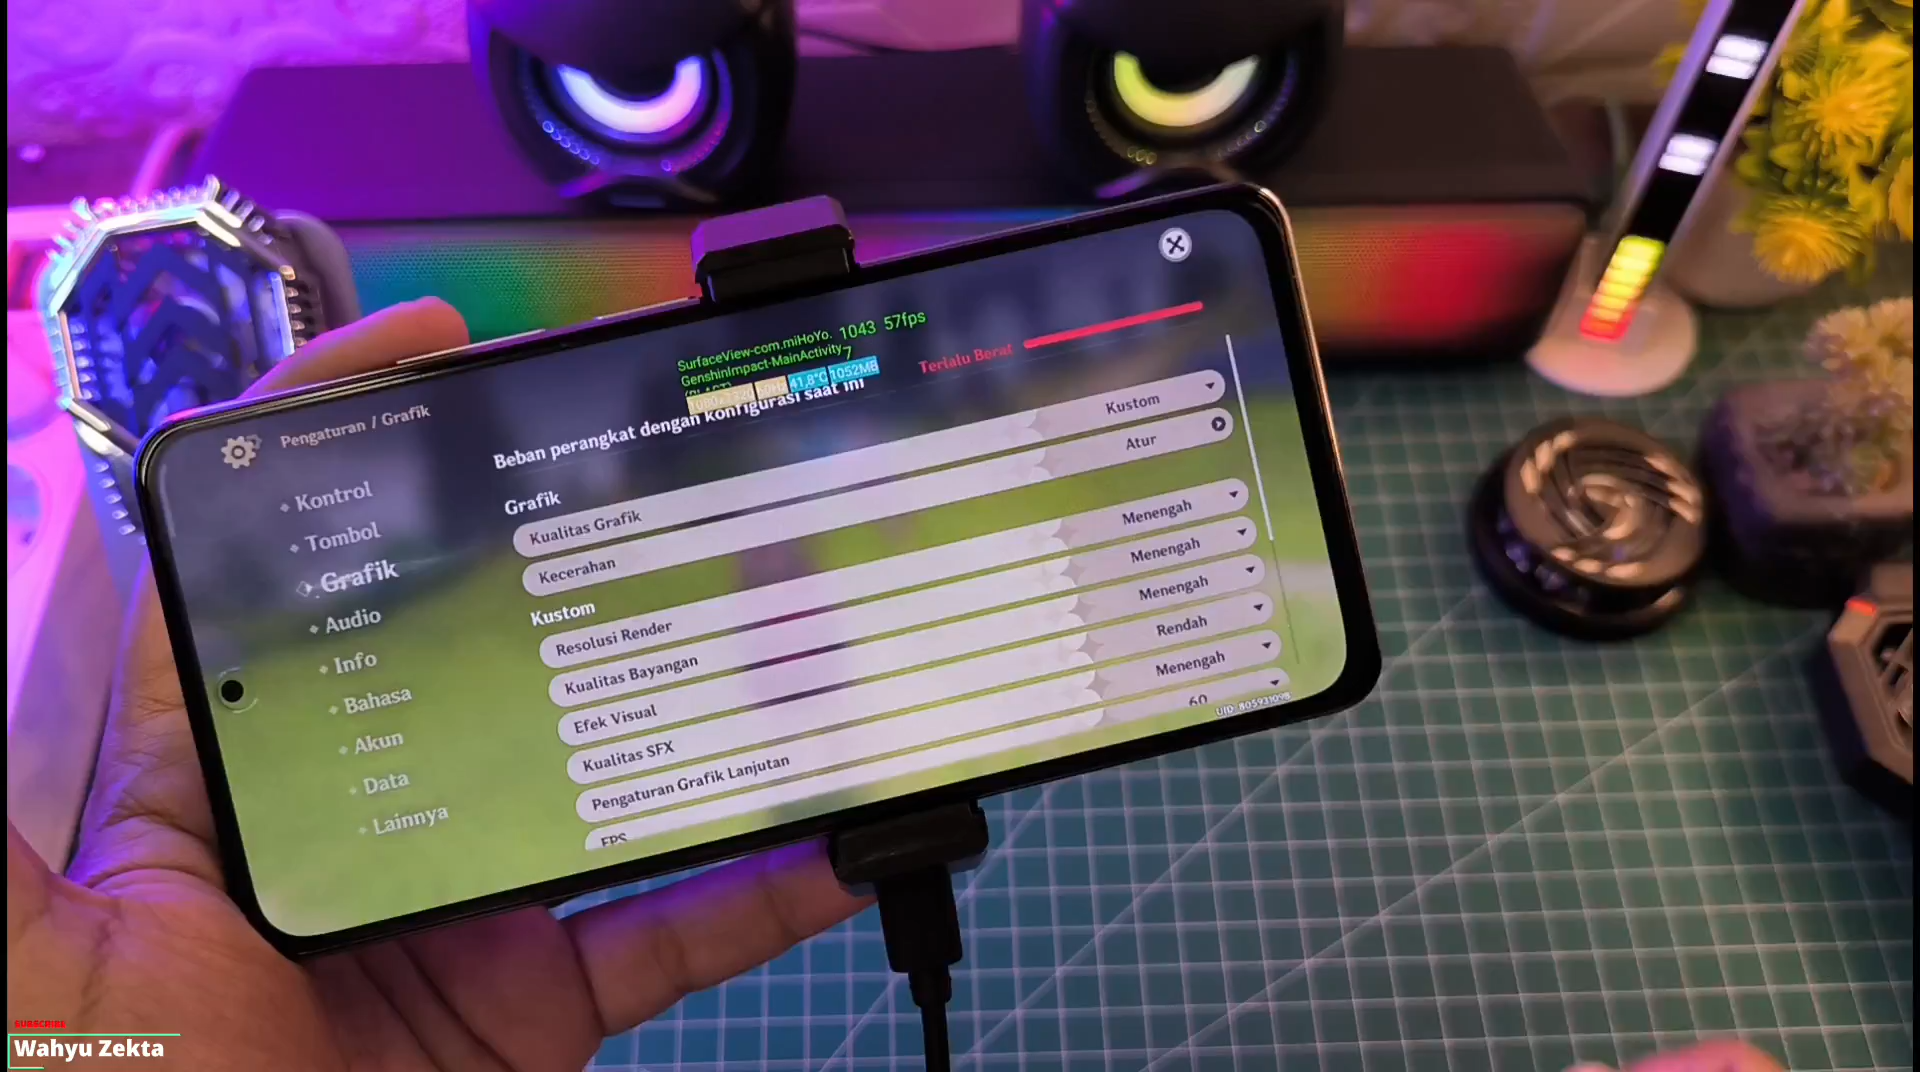 SurfaceView-com.miHoYo. 1043 57fps
GenshinImpact-MainActivity 7
60Hz 41,8°C 1052MB
Terlalu Berat
Pengaturan / Grafik
Beban perangkat dengan konfigurasi saat ini
Kontrol
Tombol
Grafik
Audio
Info
Bahasa
Akun
Data
Lainnya
Grafik
Kualitas Grafik Kustom
Kecerahan Atur
Kustom
Resolusi Render Menengah
Kualitas Bayangan Menengah
Efek Visual Menengah
Kualitas SFX Rendah
Pengaturan Grafik Lanjutan Menengah
FPS 60
SUBSCRIBE
Wahyu Zekta